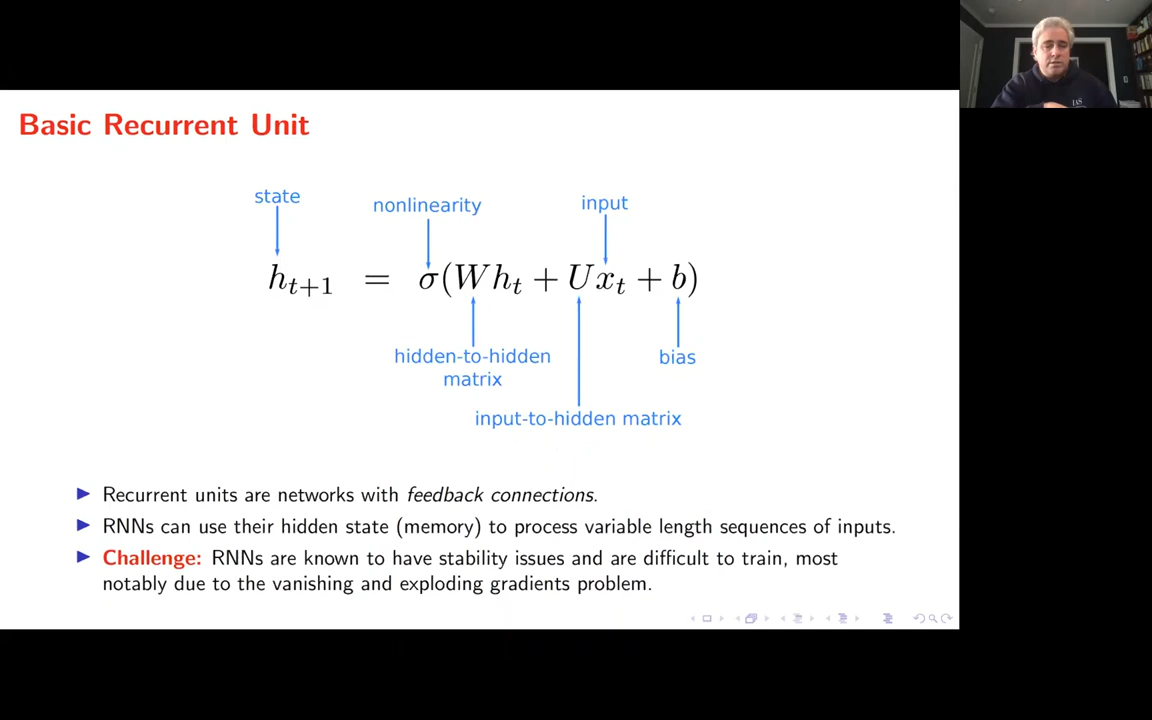 Basic Recurrent Unit
state
nonlinearity
input
h_{t+1} = σ(Wh_t + Ux_t + b)
hidden-to-hidden
matrix
bias
input-to-hidden matrix
Recurrent units are networks with feedback connections.
RNNs can use their hidden state (memory) to process variable length sequences of inputs.
Challenge: RNNs are known to have stability issues and are difficult to train, most
notably due to the vanishing and exploding gradients problem.
IAS